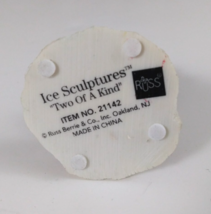 Ice Sculptures™
"Two Of A Kind"
ITEM NO. 21142
© Russ Berrie & Co., Inc. Oakland, NJ
MADE IN CHINA
RUSS